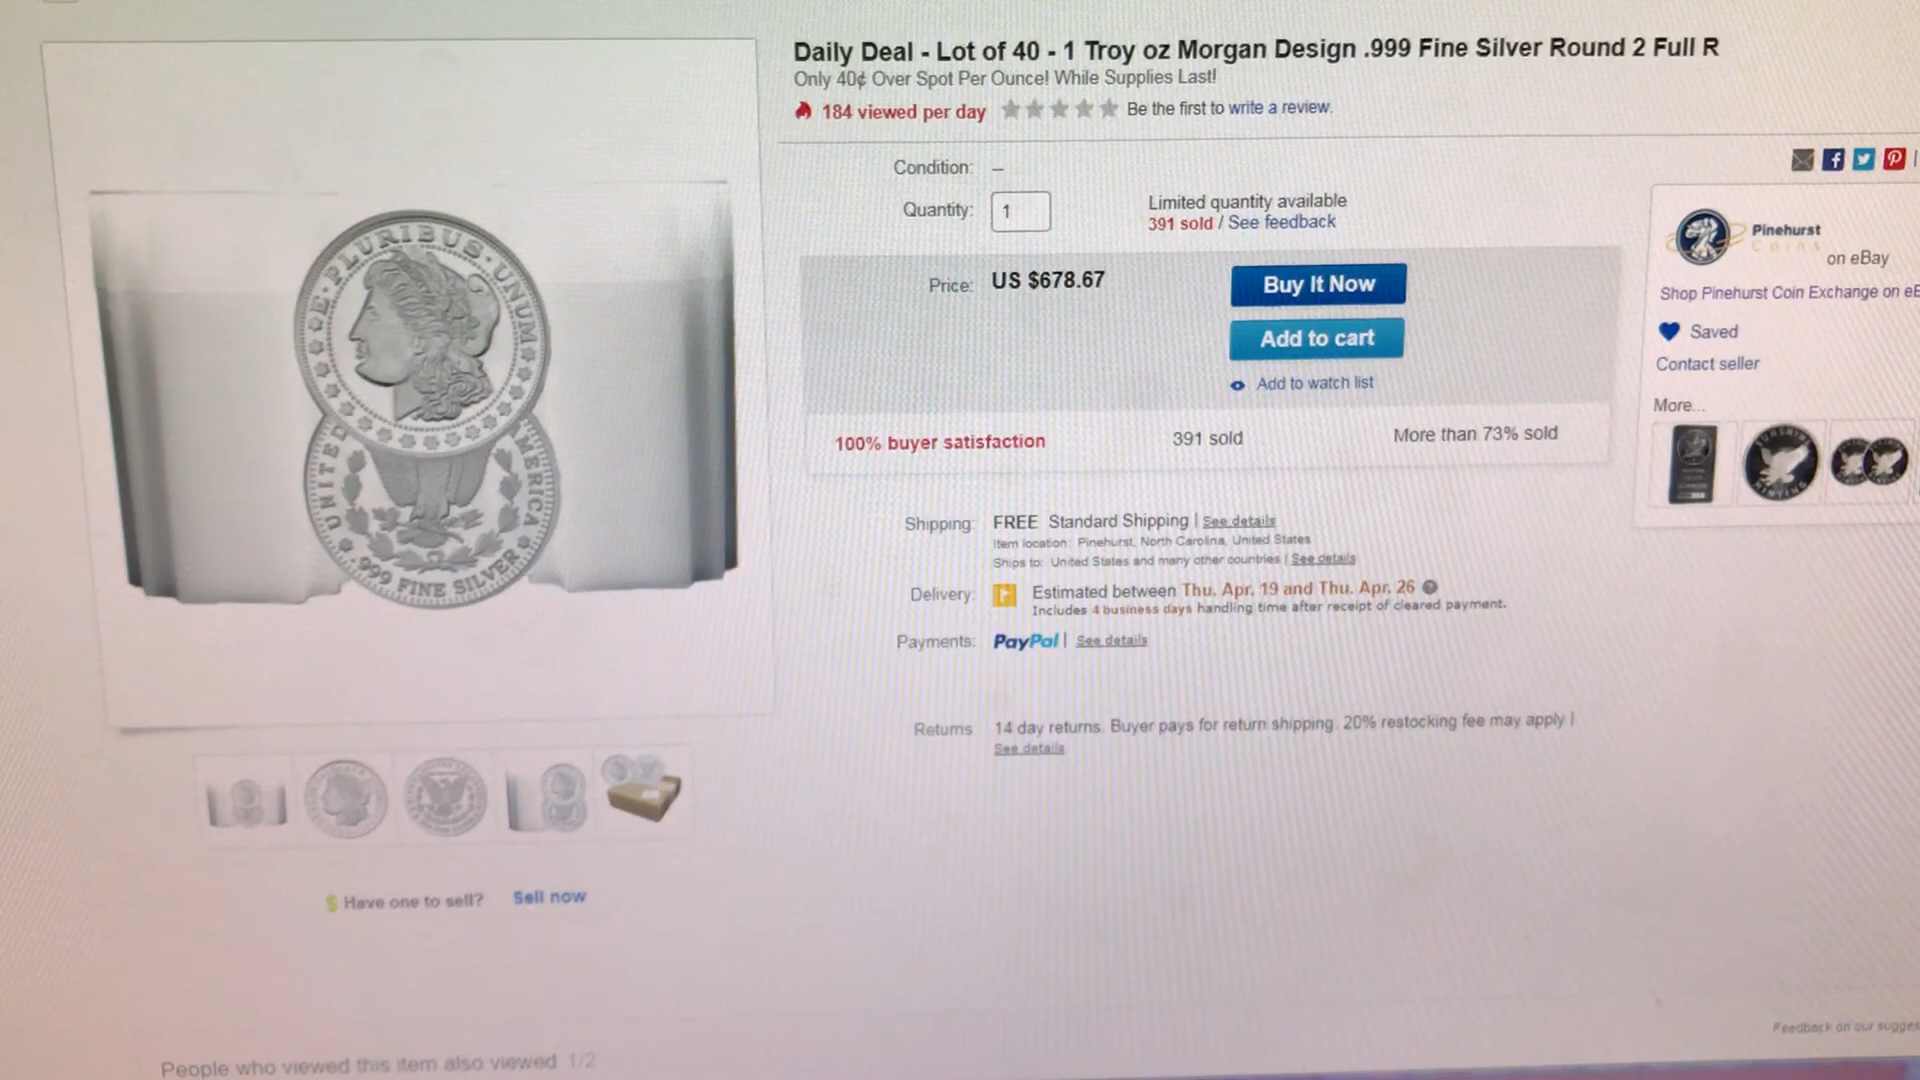 Daily Deal - Lot of 40 - 1 Troy oz Morgan Design .999 Fine Silver Round 2 Full R
Only 40¢ Over Spot Per Ounce! While Supplies Last!
184 viewed per day
Be the first to write a review.
Condition: –
Quantity: 1
Limited quantity available
391 sold / See feedback
Price: US $678.67
Buy It Now
Add to cart
Add to watch list
100% buyer satisfaction
391 sold
More than 73% sold
Shipping: FREE Standard Shipping | See details
Item location: Pinehurst, North Carolina, United States
Ships to: United States and many other countries | See details
Delivery: Estimated between Thu. Apr. 19 and Thu. Apr. 26
Includes 4 business days handling time after receipt of cleared payment.
Payments: PayPal | See details
Returns: 14 day returns. Buyer pays for return shipping. 20% restocking fee may apply |
See details
Pinehurst
Coins
on eBay
Shop Pinehurst Coin Exchange on eB
Saved
Contact seller
More...
SUNSHINE
MINTING
E·PLURIBUS·UNUM
UNITED AMERICA
999 FINE SILVER
Have one to sell? Sell now
Feedback on our sugges
People who viewed this item also viewed 1/2